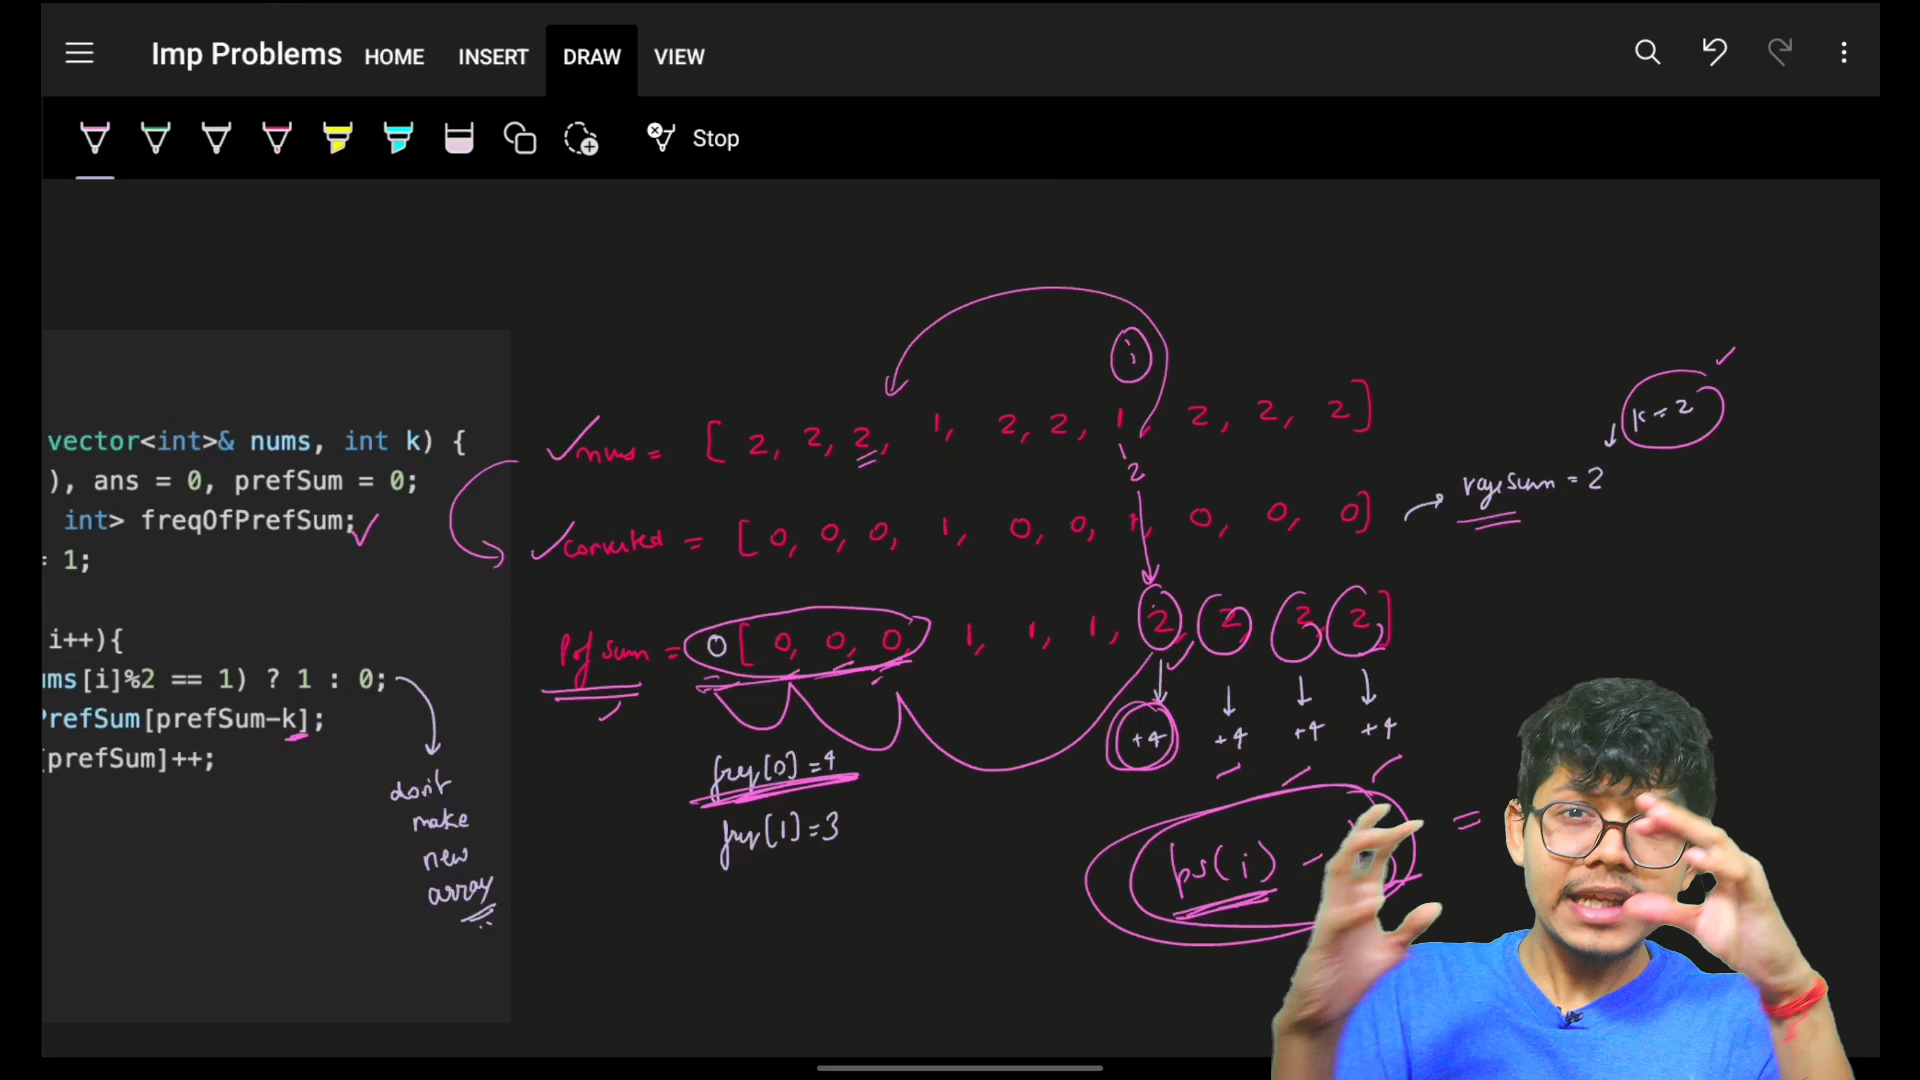 Imp Problems HOME INSERT DRAW VIEW
Stop
vector<int>& nums, int k) {
), ans = 0, prefSum = 0;
int> freqOfPrefSum;
= 1;
i++){
ums[i]%2 == 1) ? 1 : 0;
PrefSum[prefSum-k];
[prefSum]++;
don't
make
new
array
i
nums = [ 2, 2, 2, 1, 2, 2, 1, 2, 2, 2 ]
k = 2
2
converted = [ 0, 0, 0, 1, 0, 0, 1, 0, 0, 0 ]
sum = 2
Pref sum = 0 [ 0, 0, 0, 1, 1, 1, 2, 2, 2, 2 ]
+4 +4 +4 +4
freq[0] = 4
freq[1] = 3
ps(i) - =